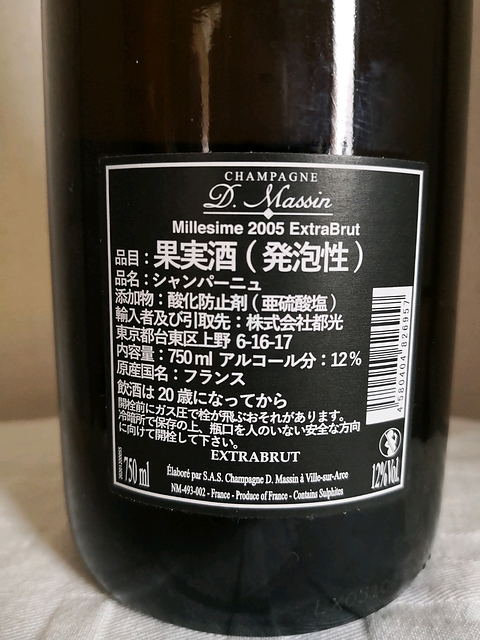 CHAMPAGNE
D. Massin
Millesime 2005 ExtraBrut
品目：果実酒（発泡性）
品名：シャンパーニュ
添加物：酸化防止剤（亜硫酸塩）
輸入者及び引取先：株式会社都光
東京都台東区上野 6-16-17
内容量：750ml アルコール分：12%
原産国名：フランス
飲酒は20歳になってから
開栓前にガス圧で栓が飛ぶおそれがあります。
冷暗所で保存の上、瓶口を人のいない安全な方向
に向けて開栓して下さい。
4 580404 626957
EXTRABRUT
750 ml
Élaboré par S.A.S. Champagne D. Massin à Ville-sur-Arce
12%Vol.
NM-493-002 - France - Produce of France - Contains Sulphites